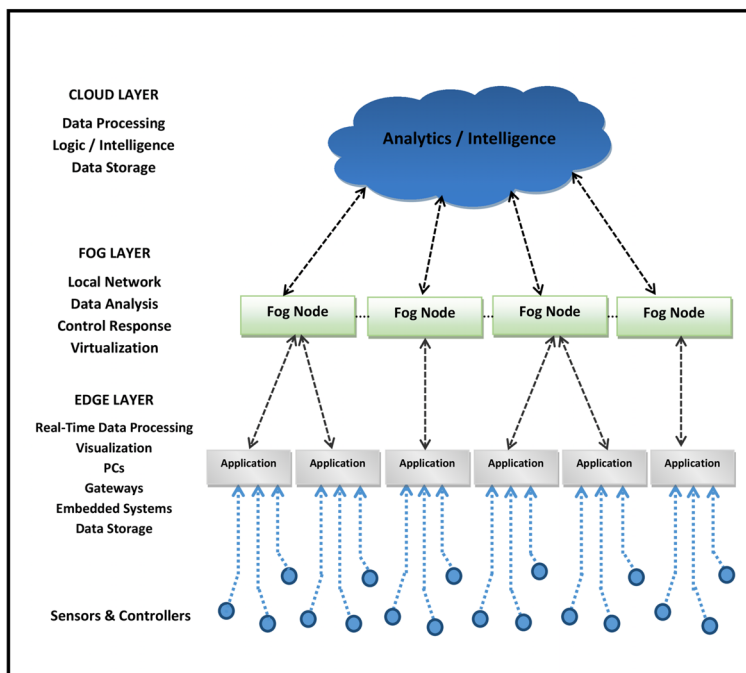 CLOUD LAYER
Data Processing
Logic / Intelligence
Data Storage
Analytics / Intelligence
FOG LAYER
Local Network
Data Analysis
Control Response
Virtualization
Fog Node
Fog Node
Fog Node
Fog Node
EDGE LAYER
Real-Time Data Processing
Visualization
PCs
Gateways
Embedded Systems
Data Storage
Application
Application
Application
Application
Application
Application
Sensors & Controllers